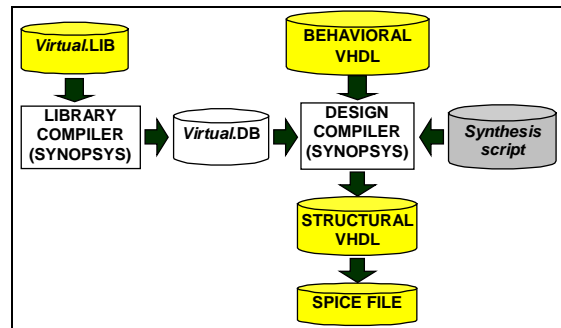 Virtual.LIB
BEHAVIORAL
VHDL
LIBRARY
COMPILER
(SYNOPSYS)
Virtual.DB
DESIGN
COMPILER
(SYNOPSYS)
Synthesis
script
STRUCTURAL
VHDL
SPICE FILE